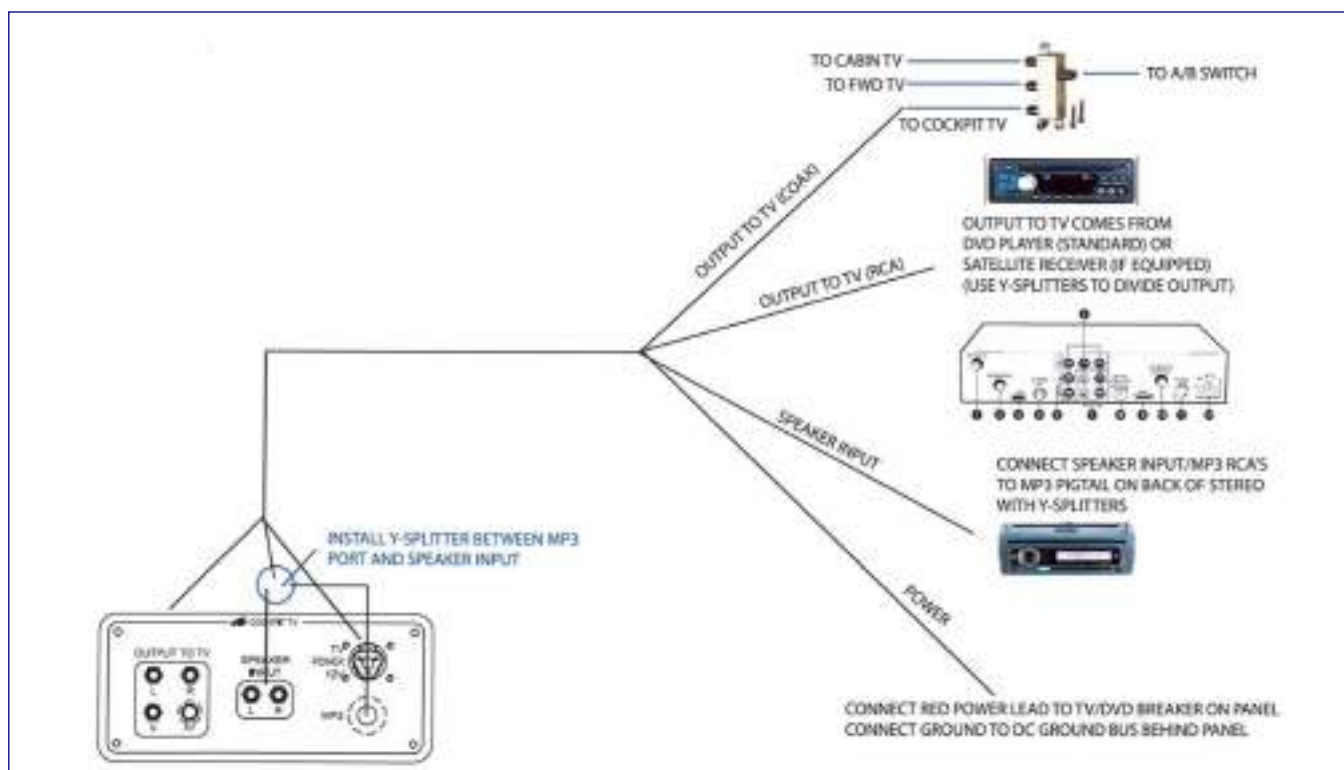 TO CABIN TV
TO FWD TV
TO COCKPIT TV
TO A/B SWITCH
OUTPUT TO TV (COAX)
OUTPUT TO TV COMES FROM
DVD PLAYER (STANDARD) OR
SATELLITE RECEIVER (IF EQUIPPED)
(USE Y-SPLITTERS TO DIVIDE OUTPUT)
OUTPUT TO TV (RCA)
SPEAKER INPUT
CONNECT SPEAKER INPUT/MP3 RCA'S
TO MP3 PIGTAIL ON BACK OF STEREO
WITH Y-SPLITTERS
INSTALL Y-SPLITTER BETWEEN MP3
PORT AND SPEAKER INPUT
POWER
COCKPIT TV
OUTPUT TO TV
L R
SPEAKER
INPUT
L R
TV
POWER
12V
MP3
CONNECT RED POWER LEAD TO TV/DVD BREAKER ON PANEL
CONNECT GROUND TO DC GROUND BUS BEHIND PANEL